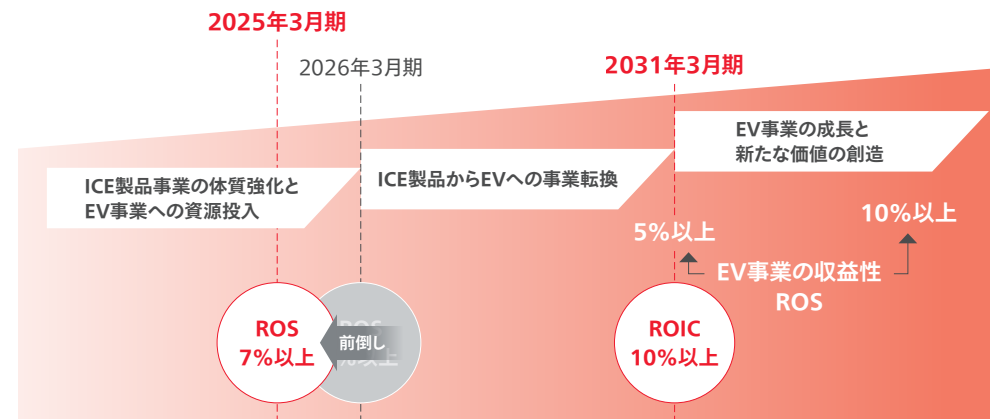 2025年3月期
2026年3月期
2031年3月期
ICE製品事業の体質強化と
EV事業への資源投入
ICE製品からEVへの事業転換
EV事業の成長と
新たな価値の創造
5%以上
10%以上
EV事業の収益性
ROS
ROS
7%以上
前倒し
ROS
%以上
ROIC
10%以上